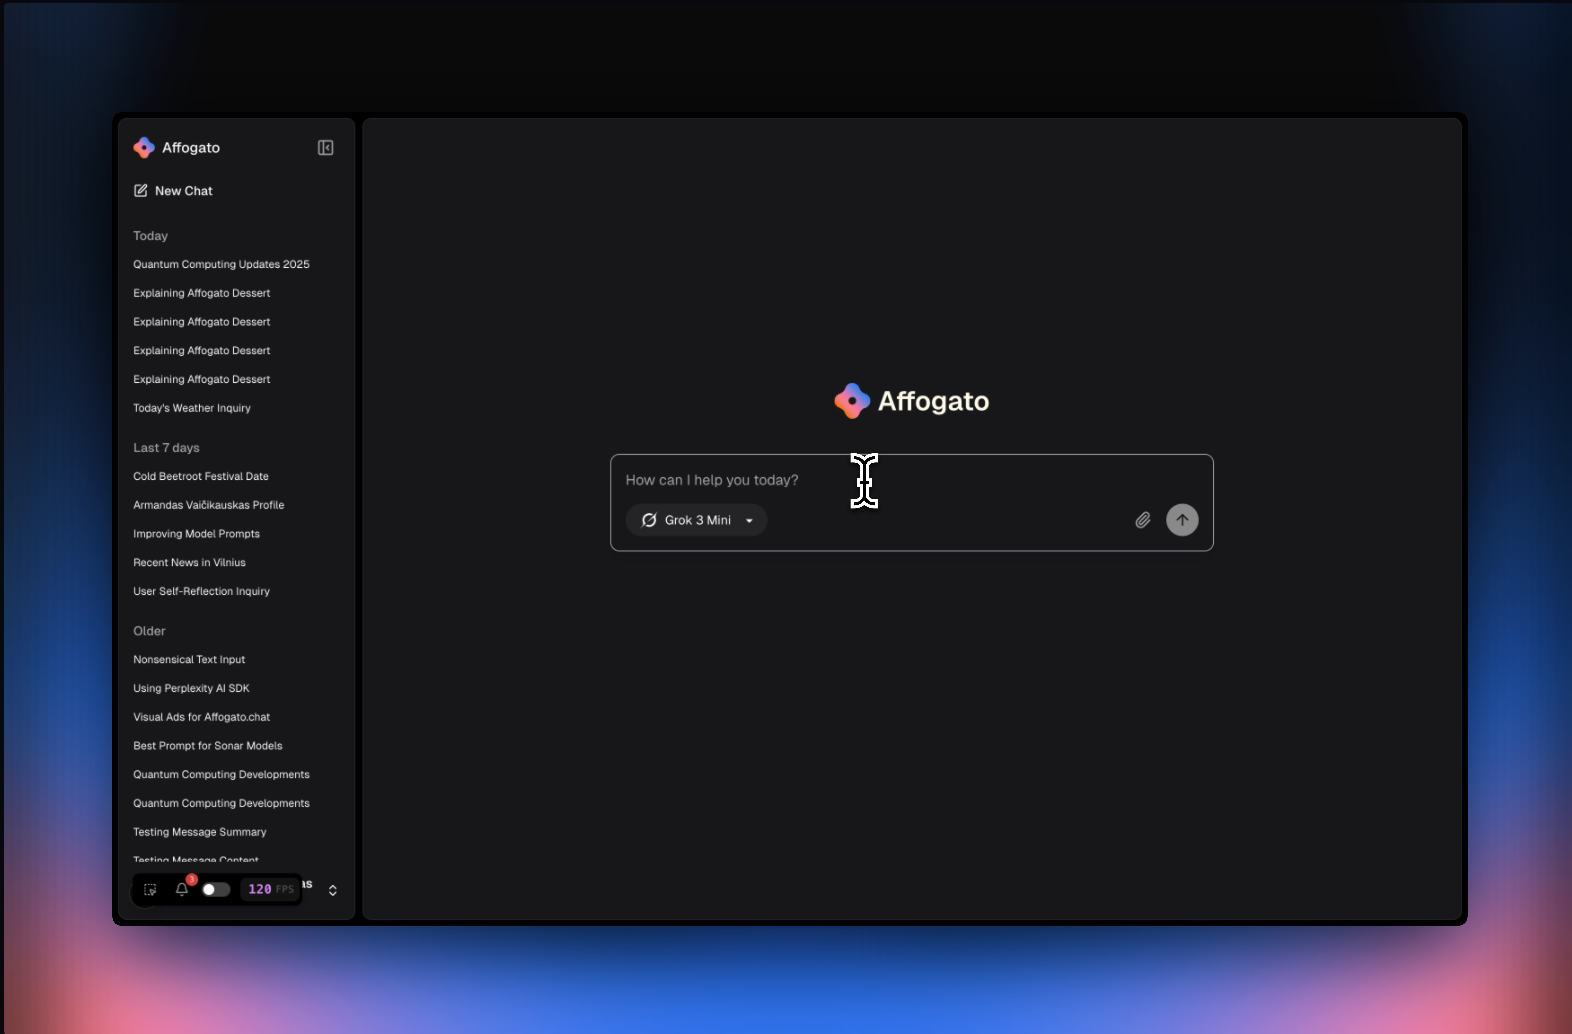 Affogato
New Chat
Today
Quantum Computing Updates 2025
Explaining Affogato Dessert
Explaining Affogato Dessert
Explaining Affogato Dessert
Explaining Affogato Dessert
Today's Weather Inquiry
Last 7 days
Cold Beetroot Festival Date
Armandas Vaičikauskas Profile
Improving Model Prompts
Recent News in Vilnius
User Self-Reflection Inquiry
Older
Nonsensical Text Input
Using Perplexity AI SDK
Visual Ads for Affogato.chat
Best Prompt for Sonar Models
Quantum Computing Developments
Quantum Computing Developments
Testing Message Summary
Testing Message Content
3
120 FPS
as
Affogato
How can I help you today?
Grok 3 Mini